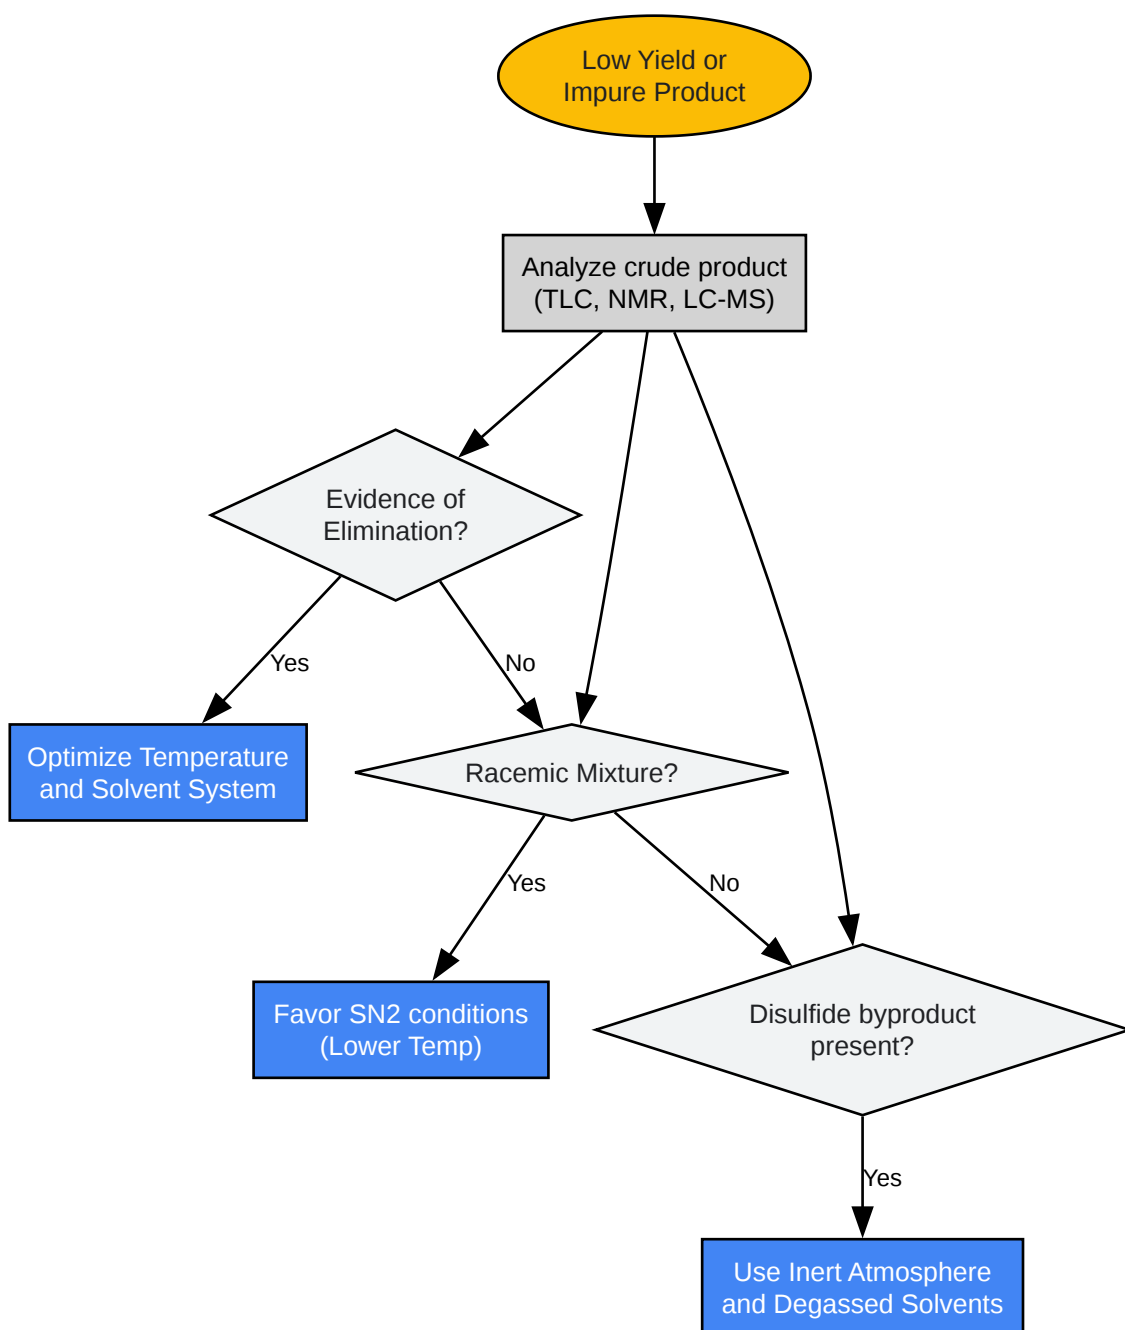 Low Yield or
Impure Product
Analyze crude product
(TLC, NMR, LC-MS)
Evidence of
Elimination?
Yes
No
Optimize Temperature
and Solvent System
Racemic Mixture?
Yes
No
Favor SN2 conditions
(Lower Temp)
Disulfide byproduct
present?
Yes
Use Inert Atmosphere
and Degassed Solvents